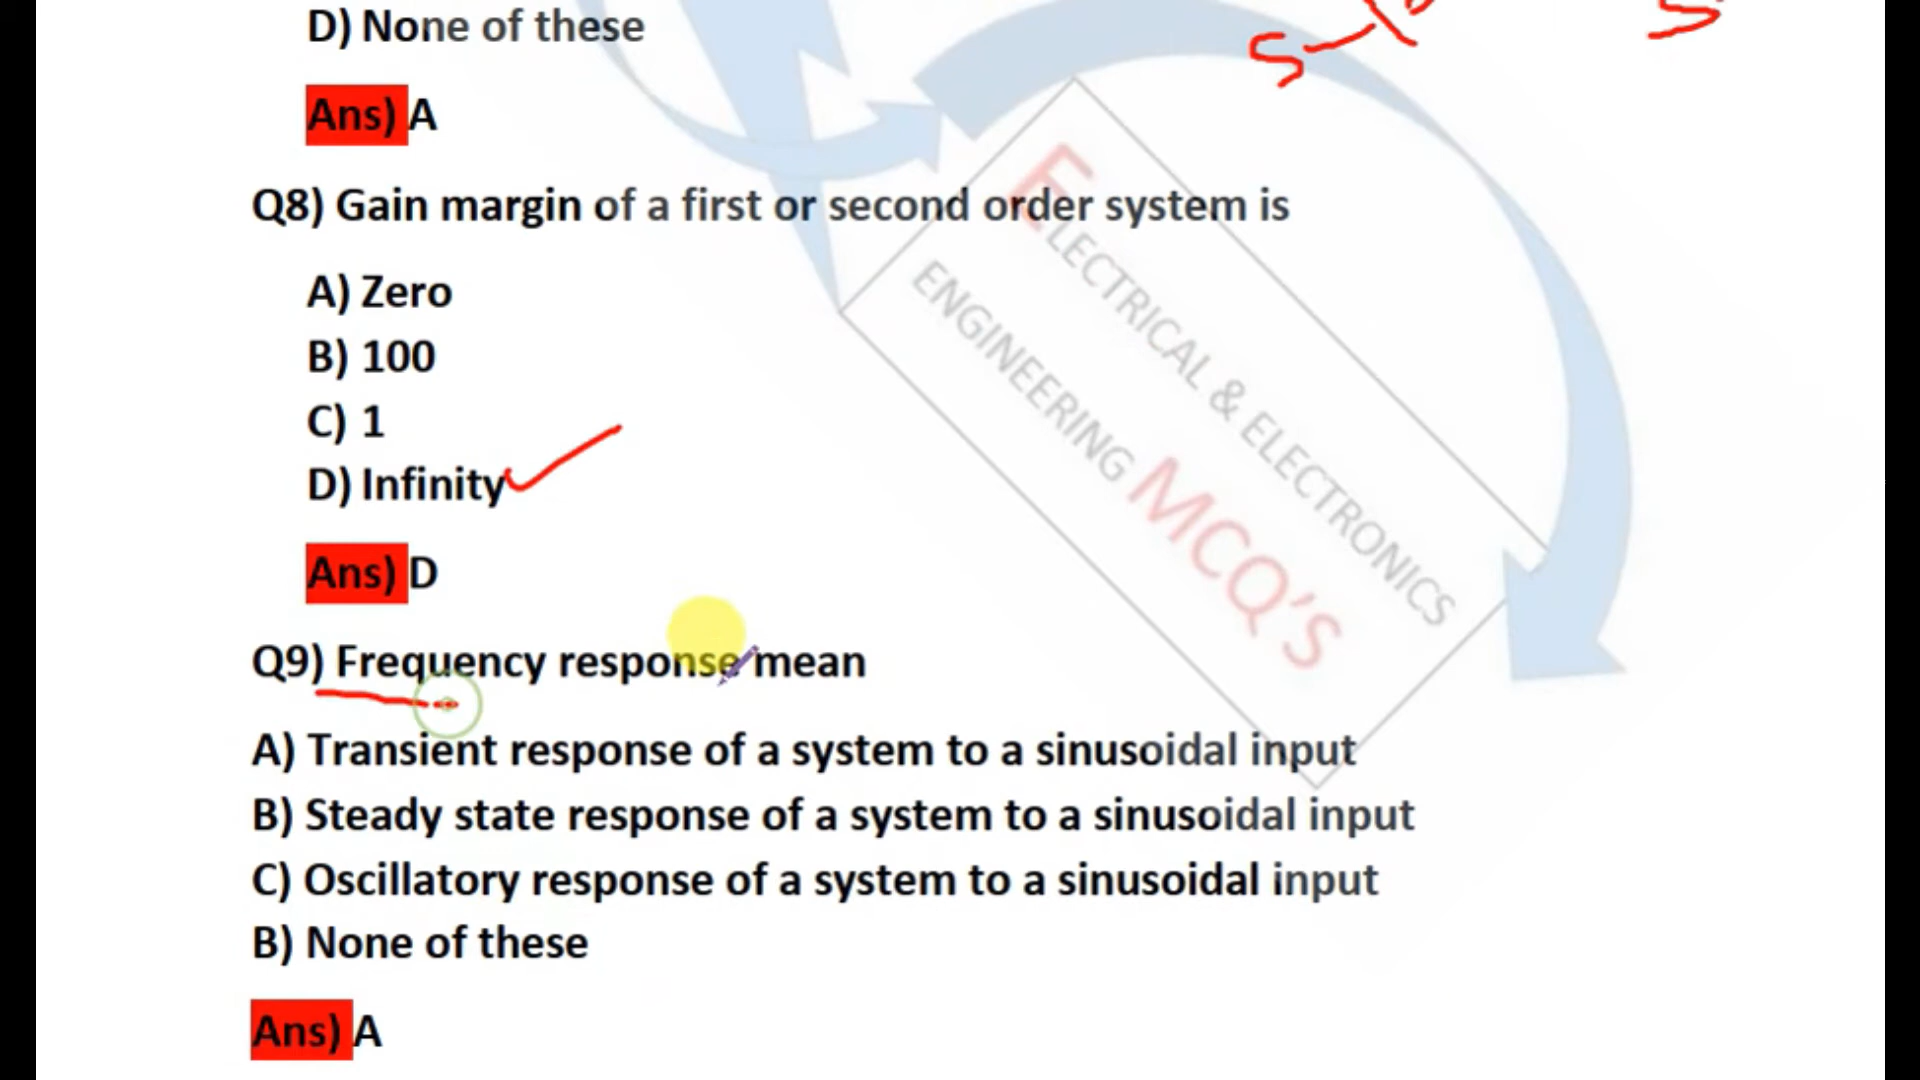 D) None of these
Ans) A
Q8) Gain margin of a first or second order system is
A) Zero
B) 100
C) 1
D) Infinity
Ans) D
Q9) Frequency response mean
A) Transient response of a system to a sinusoidal input
B) Steady state response of a system to a sinusoidal input
C) Oscillatory response of a system to a sinusoidal input
B) None of these
Ans) A
ELECTRICAL & ELECTRONICS
ENGINEERING MCQ'S